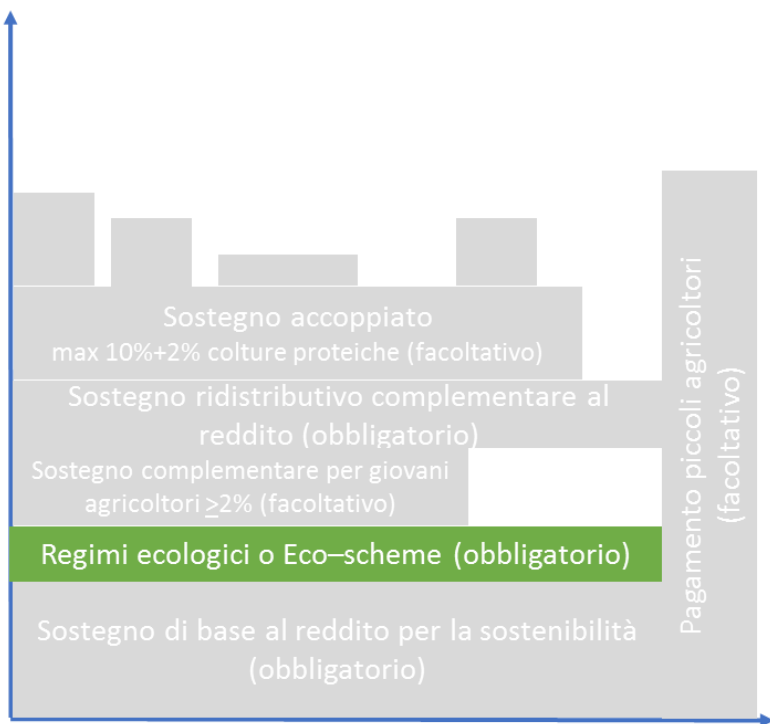 Sostegno accoppiato
max 10%+2% colture proteiche (facoltativo)
Sostegno ridistributivo complementare al
reddito (obbligatorio)
Sostegno complementare per giovani
agricoltori ≥2% (facoltativo)
Regimi ecologici o Eco–scheme (obbligatorio)
Sostegno di base al reddito per la sostenibilità
(obbligatorio)
Pagamento piccoli agricoltori
(facoltativo)